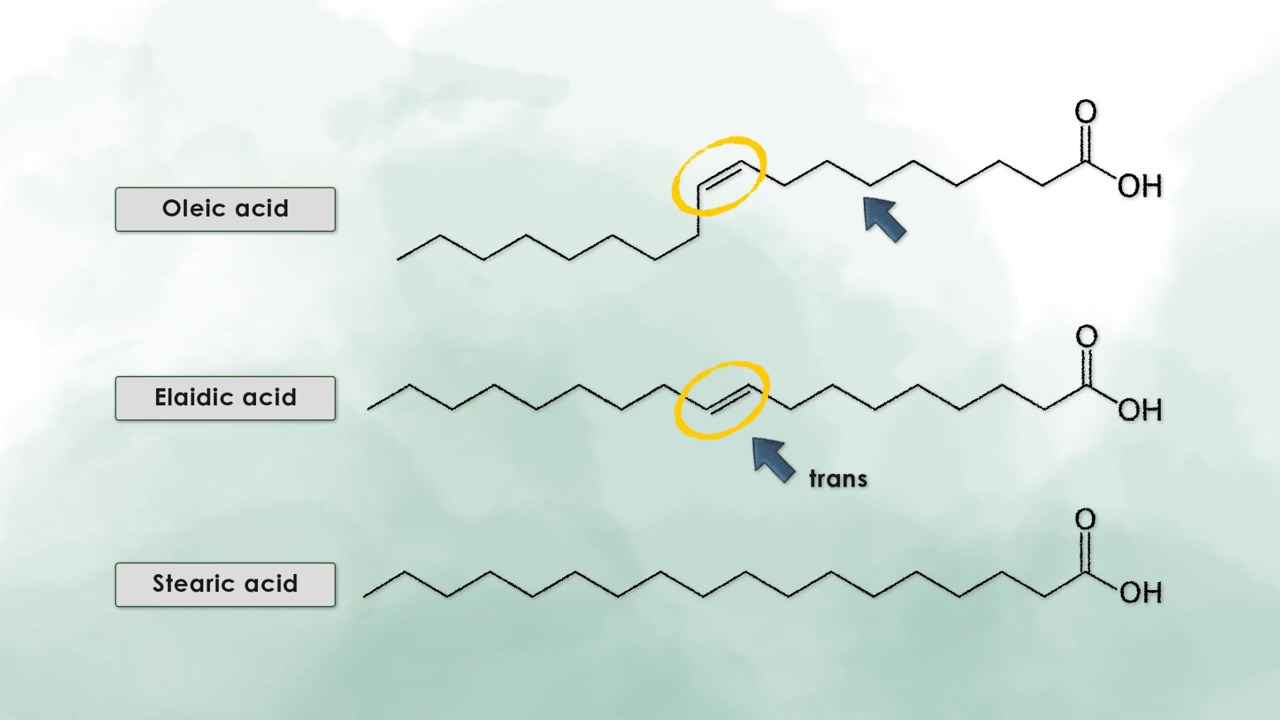 O
OH
Oleic acid
O
OH
Elaidic acid
trans
O
OH
Stearic acid